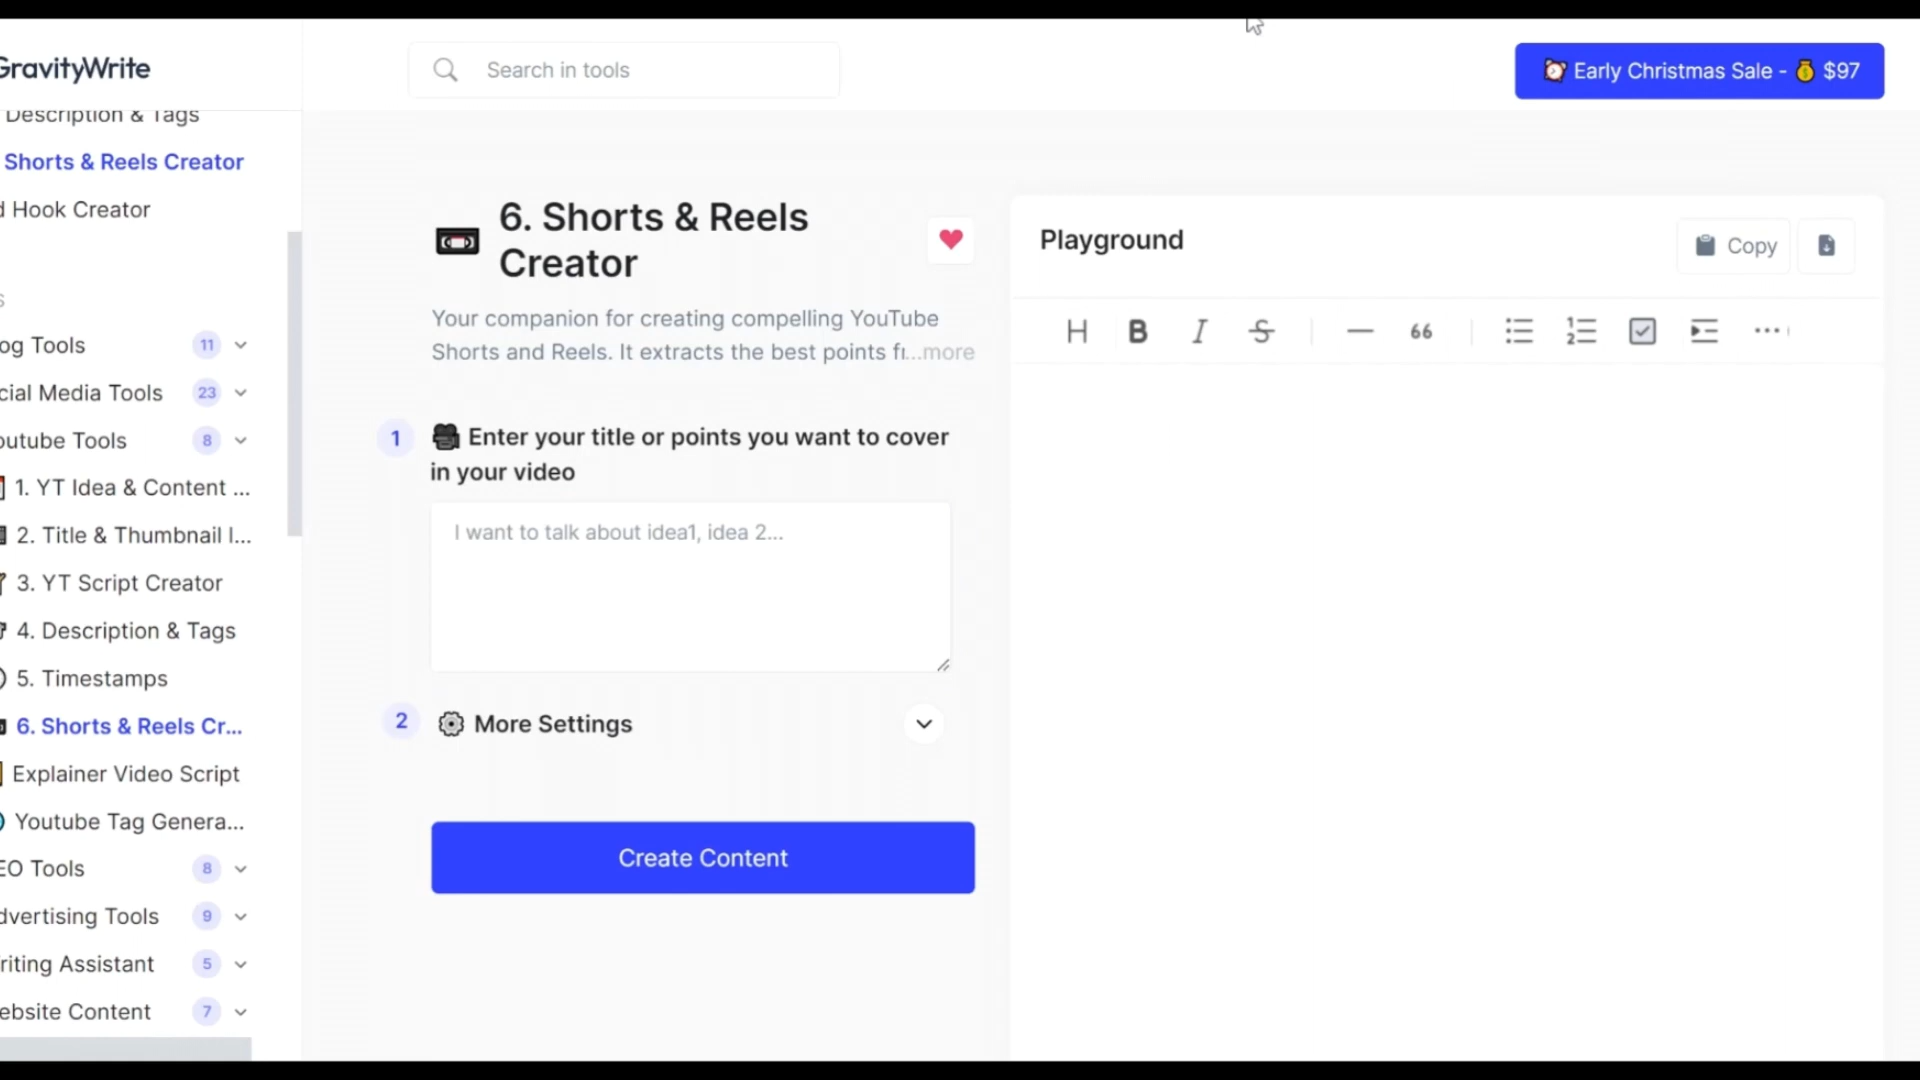 GravityWrite
Search in tools
Early Christmas Sale - $97
Description & Tags
Shorts & Reels Creator
d Hook Creator
s
og Tools 11
cial Media Tools 23
outube Tools 8
1. YT Idea & Content ...
2. Title & Thumbnail I...
3. YT Script Creator
4. Description & Tags
5. Timestamps
6. Shorts & Reels Cr...
Explainer Video Script
Youtube Tag Genera...
EO Tools 8
dvertising Tools 9
riting Assistant 5
ebsite Content 7
6. Shorts & Reels
Creator
Your companion for creating compelling YouTube
Shorts and Reels. It extracts the best points fr...more
1 Enter your title or points you want to cover
in your video
I want to talk about idea1, idea 2...
2 More Settings
Create Content
Playground
Copy
H B I S 66